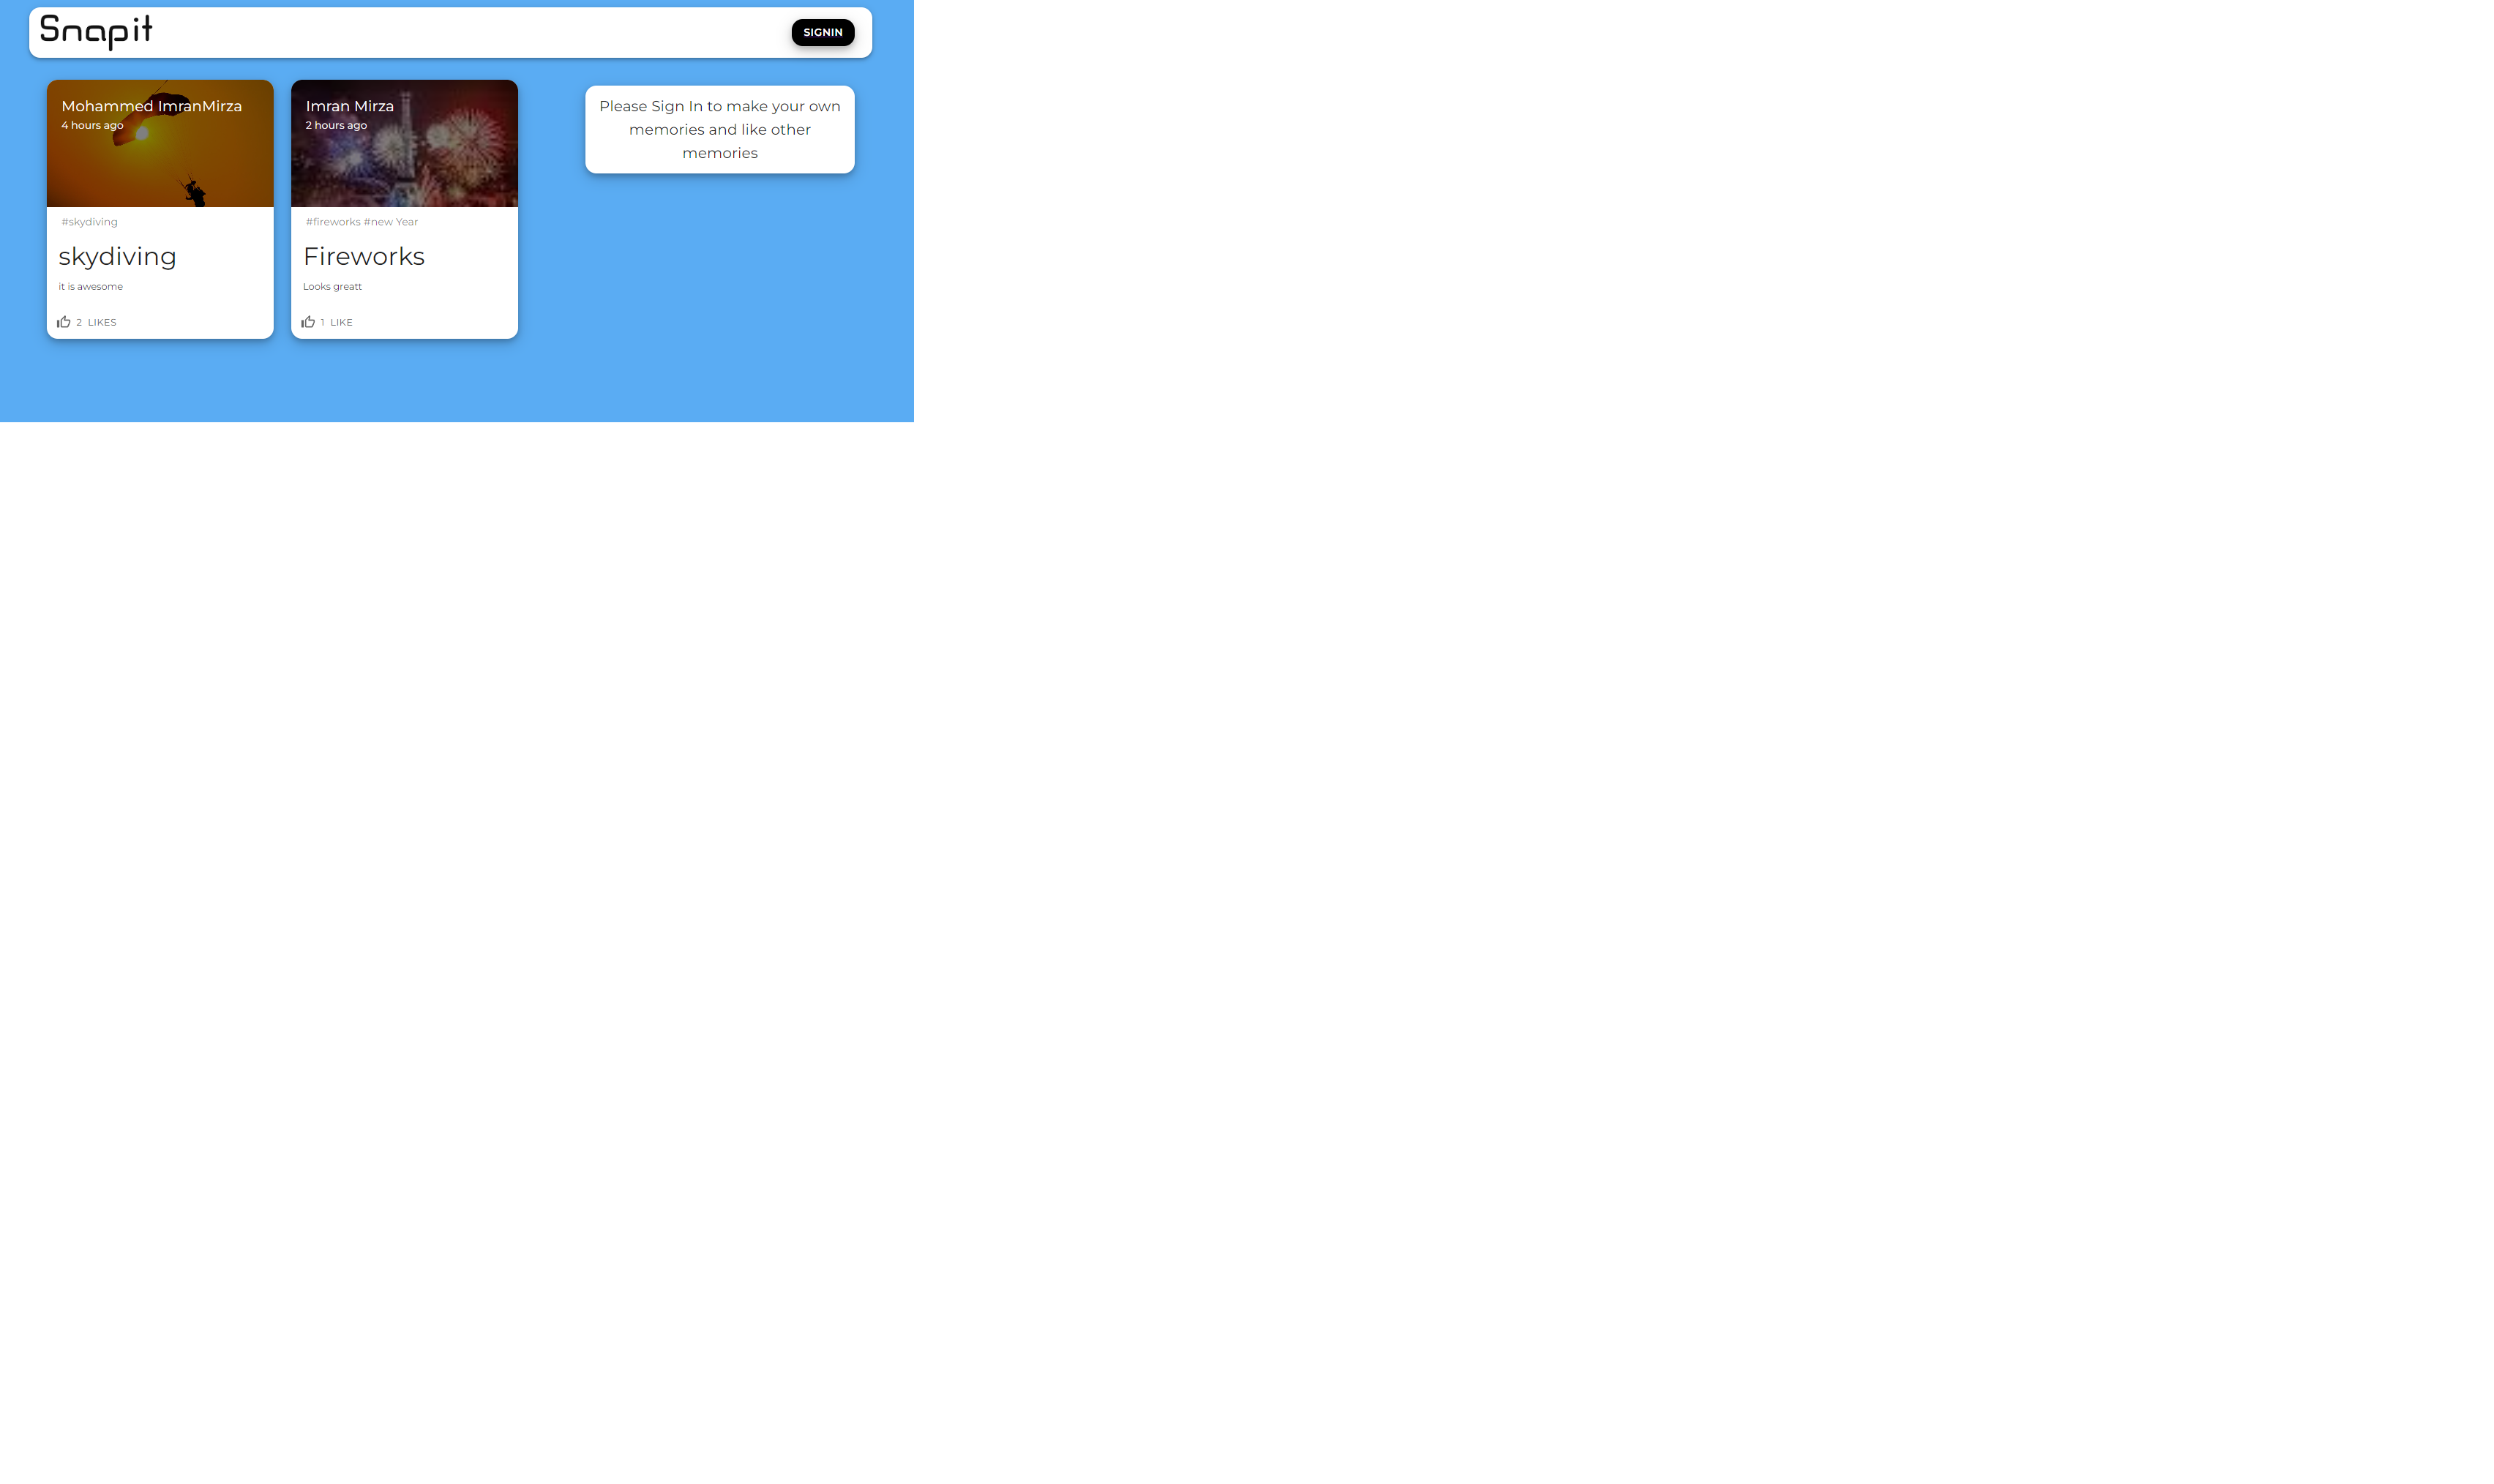 Snapit
SIGNIN
Mohammed ImranMirza
4 hours ago
#skydiving
skydiving
it is awesome
2 LIKES
Imran Mirza
2 hours ago
#fireworks #new Year
Fireworks
Looks greatt
1 LIKE
Please Sign In to make your own
memories and like other
memories